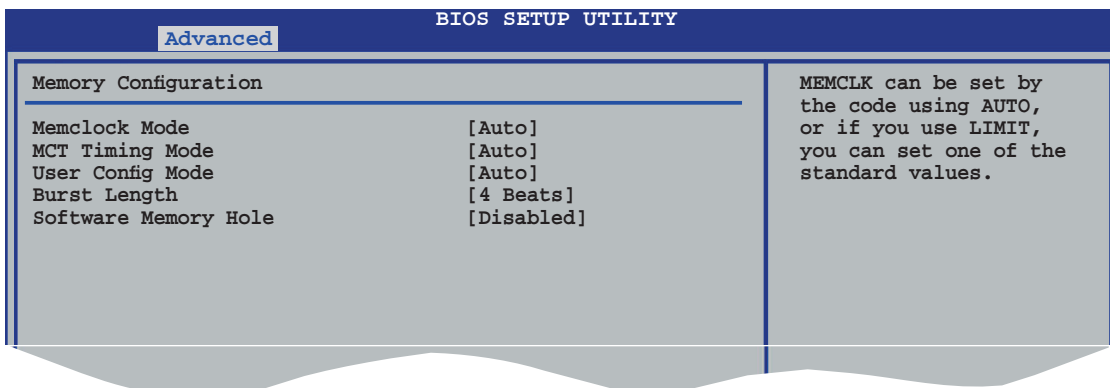 BIOS SETUP UTILITY
Advanced
Memory Configuration
Memclock Mode [Auto]
MCT Timing Mode [Auto]
User Config Mode [Auto]
Burst Length [4 Beats]
Software Memory Hole [Disabled]
MEMCLK can be set by
the code using AUTO,
or if you use LIMIT,
you can set one of the
standard values.